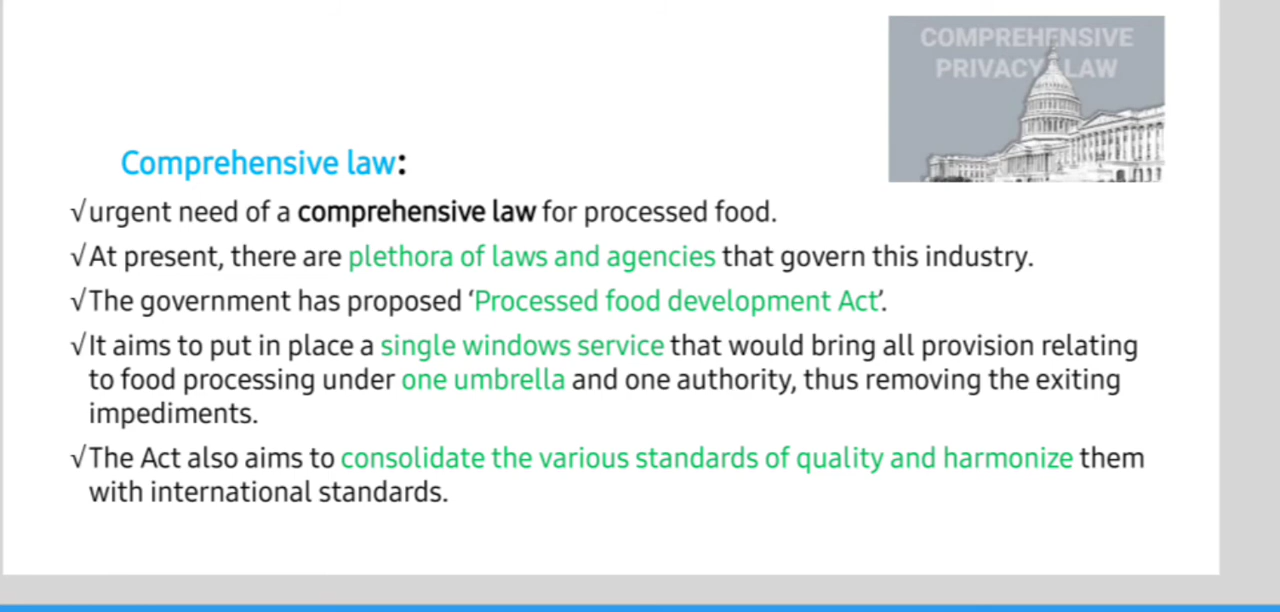 COMPREHENSIVE
PRIVACY LAW
Comprehensive law:
√urgent need of a comprehensive law for processed food.
√At present, there are plethora of laws and agencies that govern this industry.
√The government has proposed ‘Processed food development Act’.
√It aims to put in place a single windows service that would bring all provision relating
to food processing under one umbrella and one authority, thus removing the exiting
impediments.
√The Act also aims to consolidate the various standards of quality and harmonize them
with international standards.